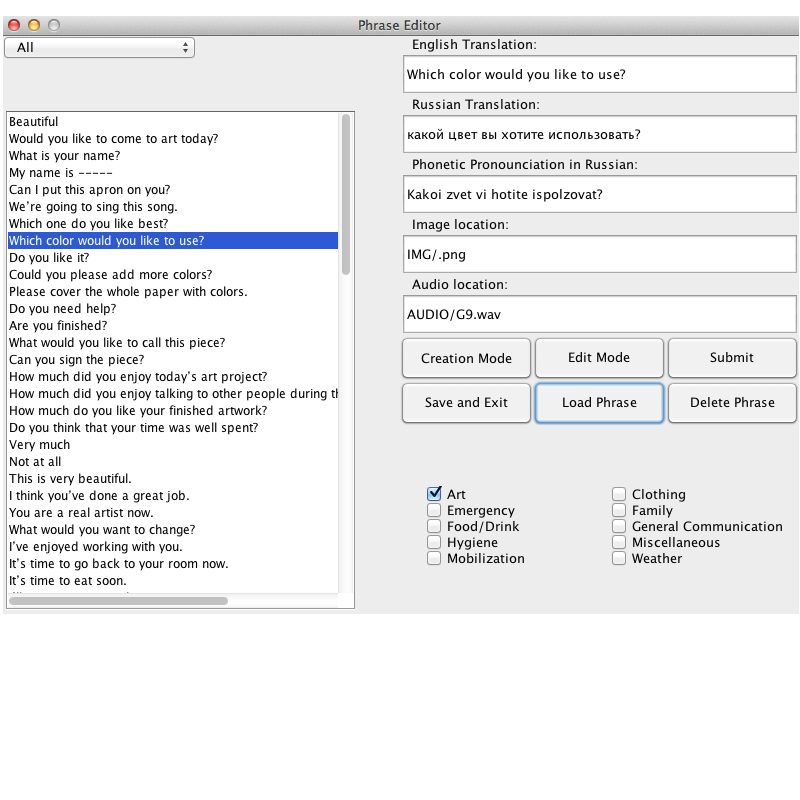 Phrase Editor
All
Beautiful
Would you like to come to art today?
What is your name?
My name is -----
Can I put this apron on you?
We're going to sing this song.
Which one do you like best?
Which color would you like to use?
Do you like it?
Could you please add more colors?
Please cover the whole paper with colors.
Do you need help?
Are you finished?
What would you like to call this piece?
Can you sign the piece?
How much did you enjoy today's art project?
How much did you enjoy talking to other people during th
How much do you like your finished artwork?
Do you think that your time was well spent?
Very much
Not at all
This is very beautiful.
I think you've done a great job.
You are a real artist now.
What would you want to change?
I've enjoyed working with you.
It's time to go back to your room now.
It's time to eat soon.
English Translation:
Which color would you like to use?
Russian Translation:
какой цвет вы хотите использовать?
Phonetic Pronounciation in Russian:
Kakoi zvet vi hotite ispolzovat?
Image location:
IMG/.png
Audio location:
AUDIO/G9.wav
Creation Mode
Edit Mode
Submit
Save and Exit
Load Phrase
Delete Phrase
Art
Emergency
Food/Drink
Hygiene
Mobilization
Clothing
Family
General Communication
Miscellaneous
Weather